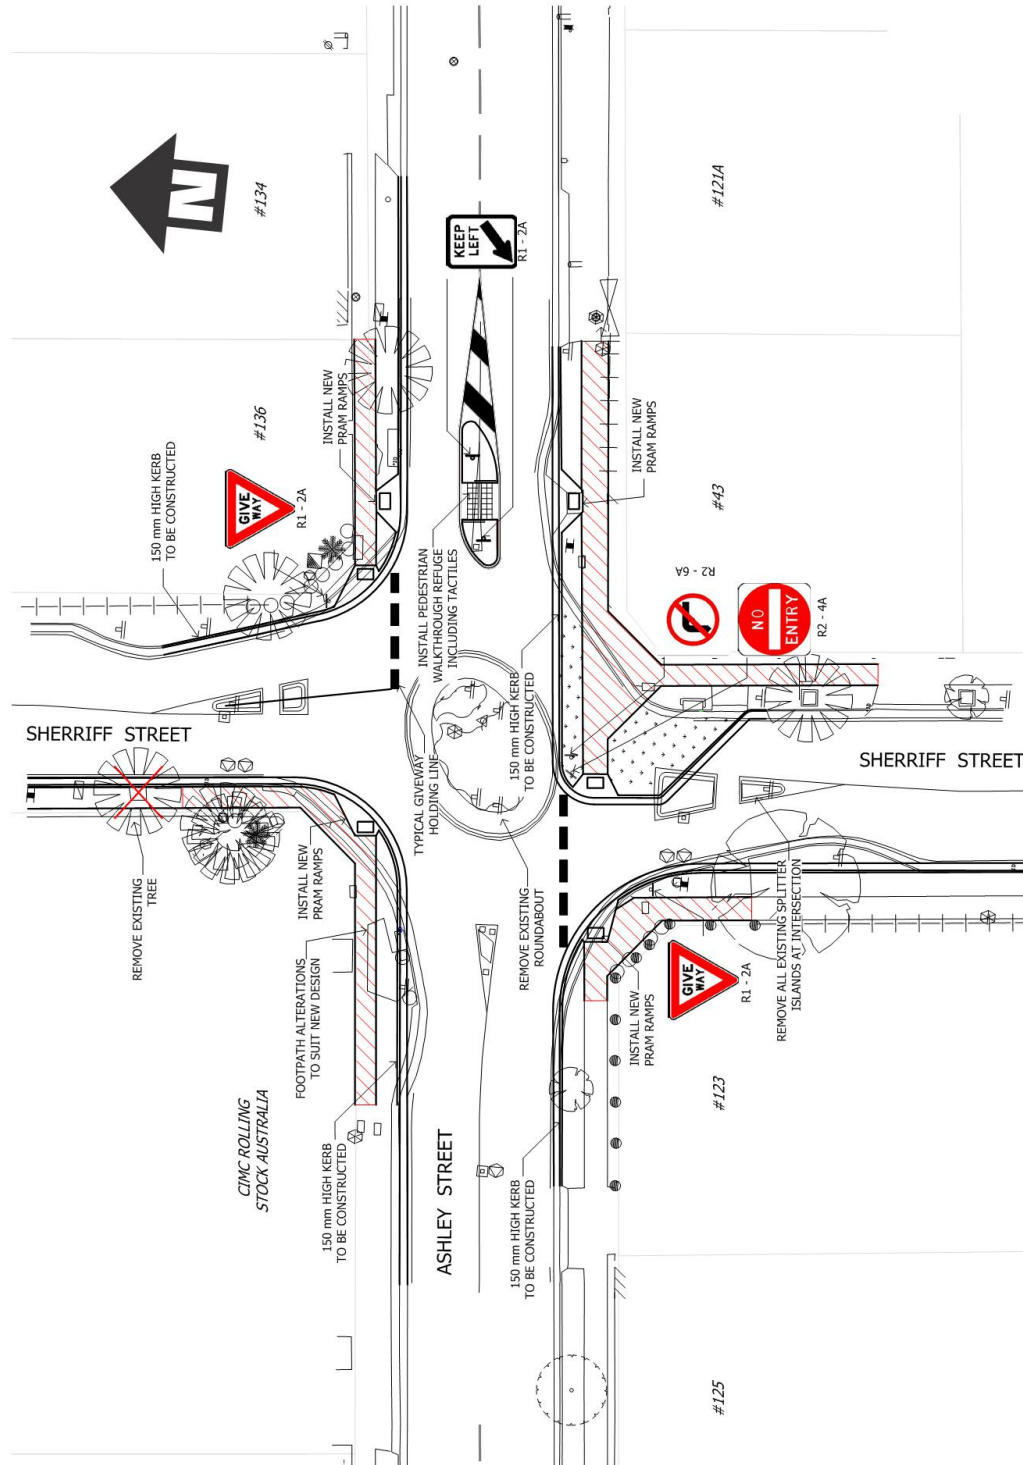 N
#134
#121A
KEEP
LEFT
R1 - 2A
#136
INSTALL NEW
PRAM RAMPS
INSTALL NEW
PRAM RAMPS
#43
150 mm HIGH KERB
TO BE CONSTRUCTED
GIVE
WAY
R1 - 2A
INSTALL PEDESTRIAN
WALKTHROUGH REFUGE
INCLUDING TACTILES
R2 - 6A
NO
ENTRY
R2 - 4A
150 mm HIGH KERB
TO BE CONSTRUCTED
TYPICAL GIVEWAY
HOLDING LINE
SHERRIFF STREET
SHERRIFF STREET
REMOVE EXISTING
TREE
INSTALL NEW
PRAM RAMPS
REMOVE EXISTING
ROUNDABOUT
REMOVE ALL EXISTING SPLITTER
ISLANDS AT INTERSECTION
GIVE
WAY
R1 - 2A
FOOTPATH ALTERATIONS
TO SUIT NEW DESIGN
INSTALL NEW
PRAM RAMPS
#123
CIMC ROLLING
STOCK AUSTRALIA
150 mm HIGH KERB
TO BE CONSTRUCTED
ASHLEY STREET
150 mm HIGH KERB
TO BE CONSTRUCTED
#125